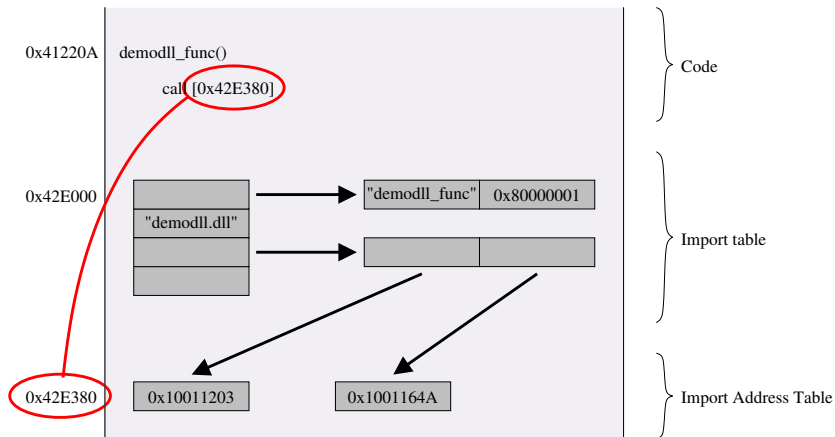 0x41220A demodll_func()
call [0x42E380]
Code
0x42E000
"demodll_func" 0x80000001
"demodll.dll"
Import table
0x42E380 0x10011203 0x1001164A Import Address Table